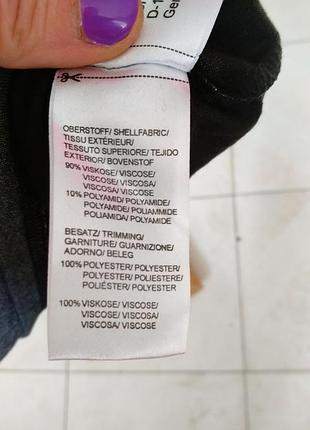 D-1
Ge
OBERSTOFF/ SHELLFABRIC/
TISSU EXTÉRIEUR/
TESSUTO SUPERIORE/ TEJIDO
EXTERIOR/ BOVENSTOF
90% VISKOSE/ VISCOSE/
VISCOSE/ VISCOSA/
VISCOSA/ VISCOSE
10% POLYAMID/ POLYAMIDE/
POLYAMIDE/ POLIAMMIDE
POLIAMIDA/ POLYAMIDE
BESATZ/ TRIMMING/
GARNITURE/ GUARNIZIONE/
ADORNO/ BELEG
100% POLYESTER/ POLYESTER/
POLYESTER/ POLIESTERE/
POLIÉSTER/ POLYESTER
100% VISKOSE/ VISCOSE/
VISCOSE/ VISCOSA/
VISCOSA/ VISCOSE